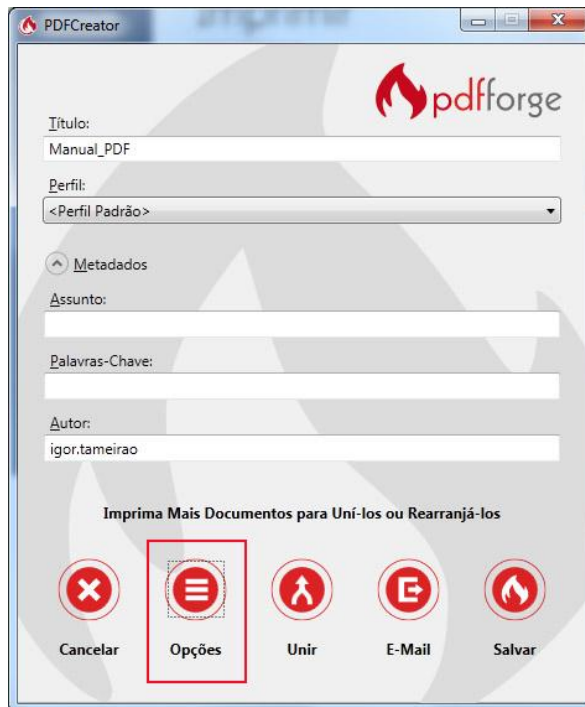 PDFCreator
pdfforge
Título:
Manual_PDF
Perfil:
<Perfil Padrão>
Metadados
Assunto:
Palavras-Chave:
Autor:
igor.tameirao
Imprima Mais Documentos para Uní-los ou Rearranjá-los
Cancelar Opções Unir E-Mail Salvar